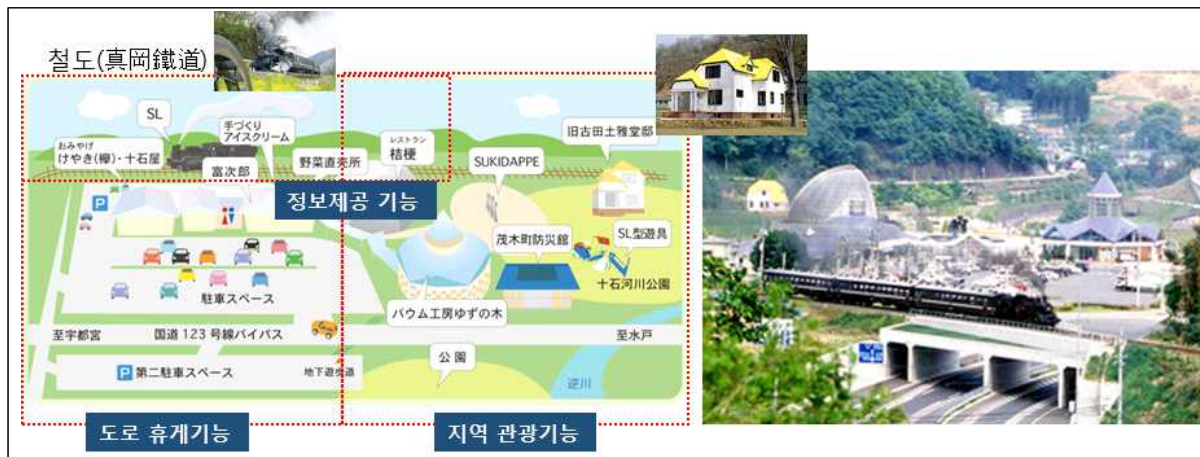 철도(真岡鐵道)
SL
手づくり
アイスクリーム
おみやげ
けやき(欅)・十石屋
富次郎
野菜直売所
レストラン
桔梗
SUKIDAPPE
旧古田土雅堂邸
정보제공 기능
P
茂木町防災館
SL型遊具
十石河川公園
駐車スペース
バウム工房ゆずの木
至宇都宮
国道123号線バイパス
至水戸
P 第二駐車スペース
地下遊歩道
公園
逆川
도로 휴게기능
지역 관광기능